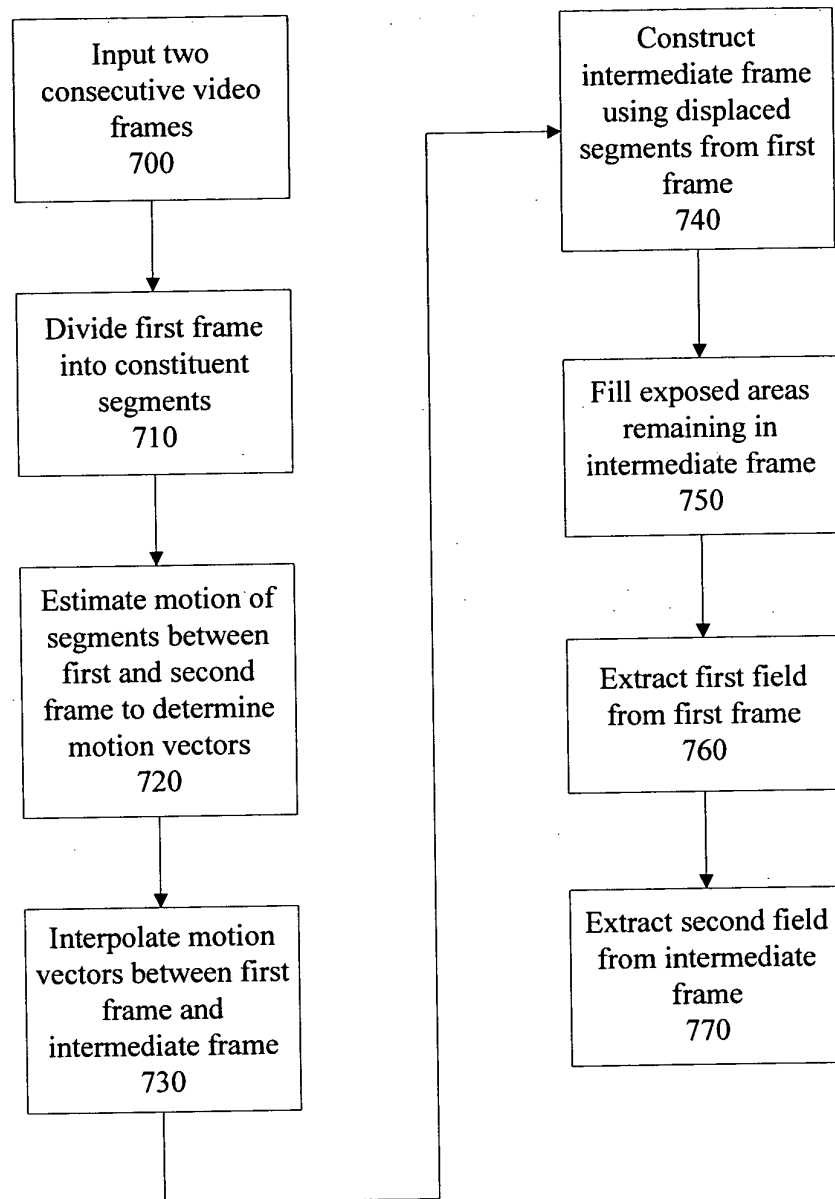 Input two
consecutive video
frames
700
Divide first frame
into constituent
segments
710
Estimate motion of
segments between
first and second
frame to determine
motion vectors
720
Interpolate motion
vectors between first
frame and
intermediate frame
730
Construct
intermediate frame
using displaced
segments from first
frame
740
Fill exposed areas
remaining in
intermediate frame
750
Extract first field
from first frame
760
Extract second field
from intermediate
frame
770